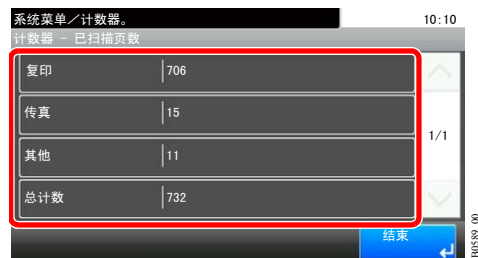 系统菜单／计数器。 10:10
计数器 - 已扫描页数
复印 706
传真 15
1/1
其他 11
总计数 732
结束
B0589_00